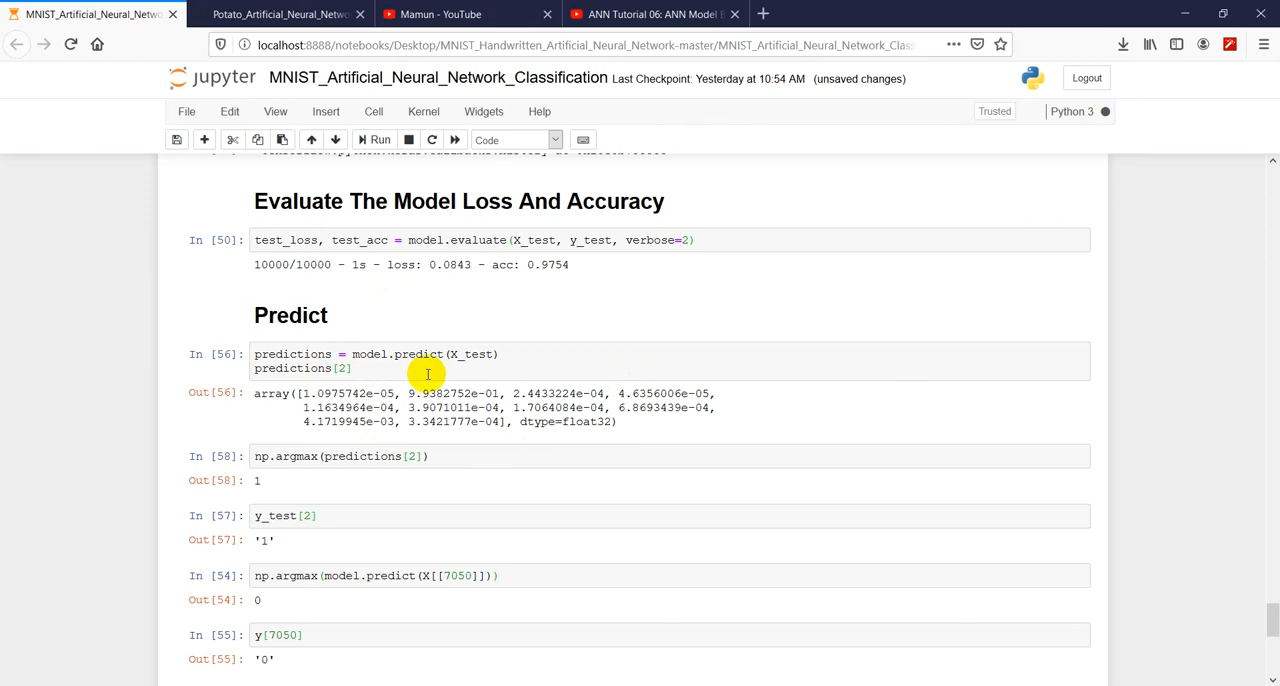 MNIST_Artificial_Neural_Netwo
Potato_Artificial_Neural_Netwo
Mamun - YouTube
ANN Tutorial 06: ANN Model
localhost:8888/notebooks/Desktop/MNIST_Handwritten_Artificial_Neural_Network-master/MNIST_Artificial_Neural_Network_Clas
jupyter MNIST_Artificial_Neural_Network_Classification Last Checkpoint: Yesterday at 10:54 AM (unsaved changes)
Logout
File Edit View Insert Cell Kernel Widgets Help
Trusted
Python 3
Run
Code
Evaluate The Model Loss And Accuracy
In [50]: test_loss, test_acc = model.evaluate(X_test, y_test, verbose=2)
10000/10000 - 1s - loss: 0.0843 - acc: 0.9754
Predict
In [56]: predictions = model.predict(X_test)
predictions[2]
Out[56]: array([1.0975742e-05, 9.9382752e-01, 2.4433224e-04, 4.6356006e-05,
1.1634964e-04, 3.9071011e-04, 1.7064084e-04, 6.8693439e-04,
4.1719945e-03, 3.3421777e-04], dtype=float32)
In [58]: np.argmax(predictions[2])
Out[58]: 1
In [57]: y_test[2]
Out[57]: '1'
In [54]: np.argmax(model.predict(X[[7050]]))
Out[54]: 0
In [55]: y[7050]
Out[55]: '0'